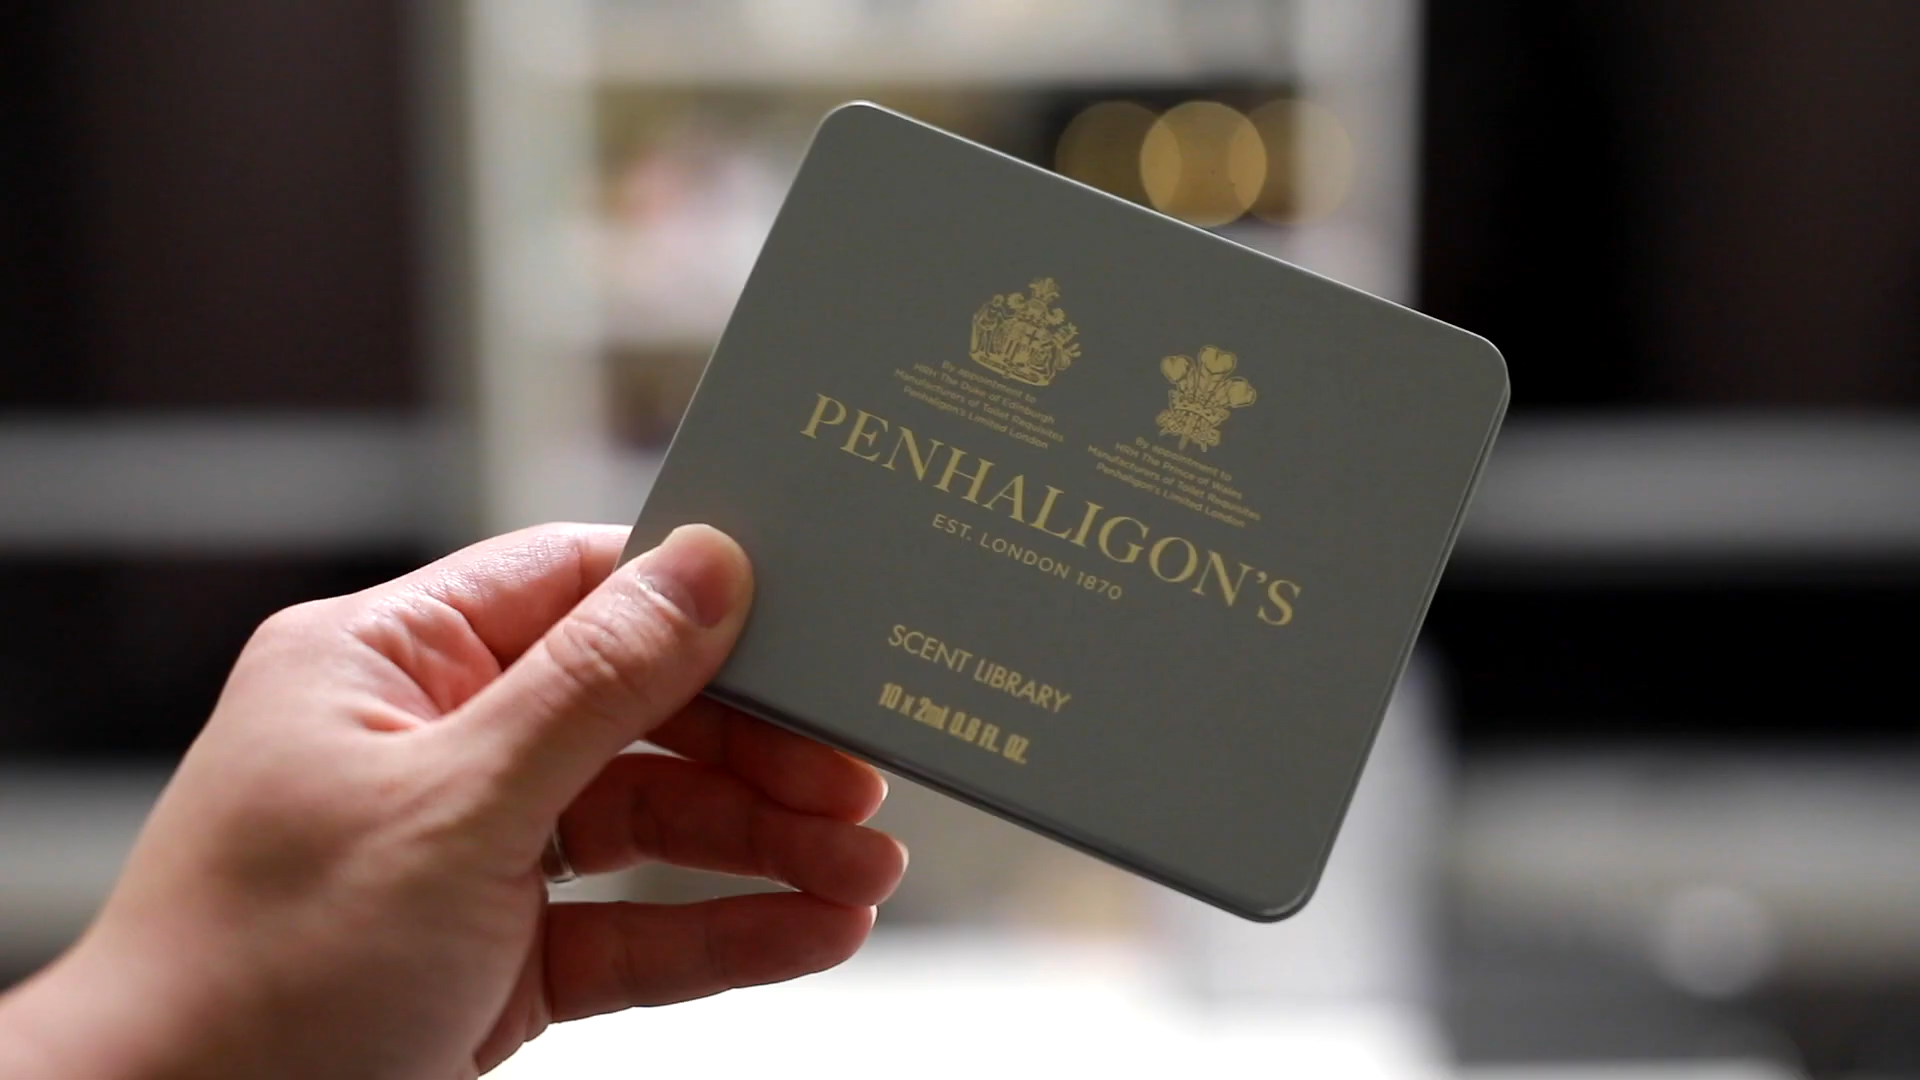 By appointment to
HRH The Duke of Edinburgh
Manufacturers of Toilet Requisites
Penhaligon's Limited London
By appointment to
HRH The Prince of Wales
Manufacturers of Toilet Requisites
Penhaligon's Limited London
PENHALIGON'S
EST. LONDON 1870
SCENT LIBRARY
10 x 2ml 0.6 FL. OZ.